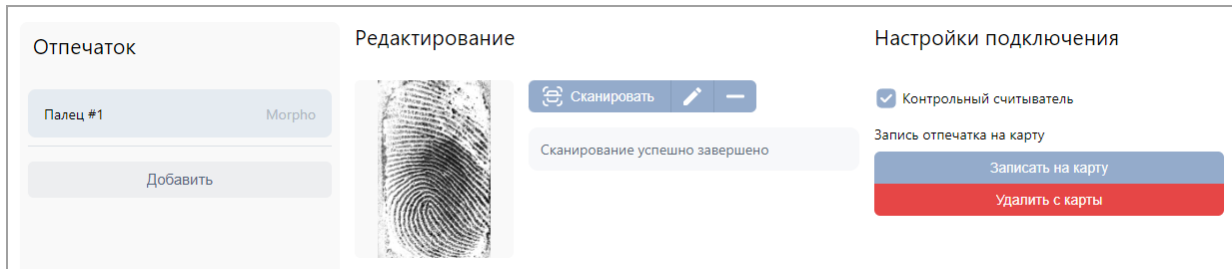 Отпечаток
Палец #1 Morpho
Добавить
Редактирование
Сканировать
Сканирование успешно завершено
Настройки подключения
Контрольный считыватель
Запись отпечатка на карту
Записать на карту
Удалить с карты